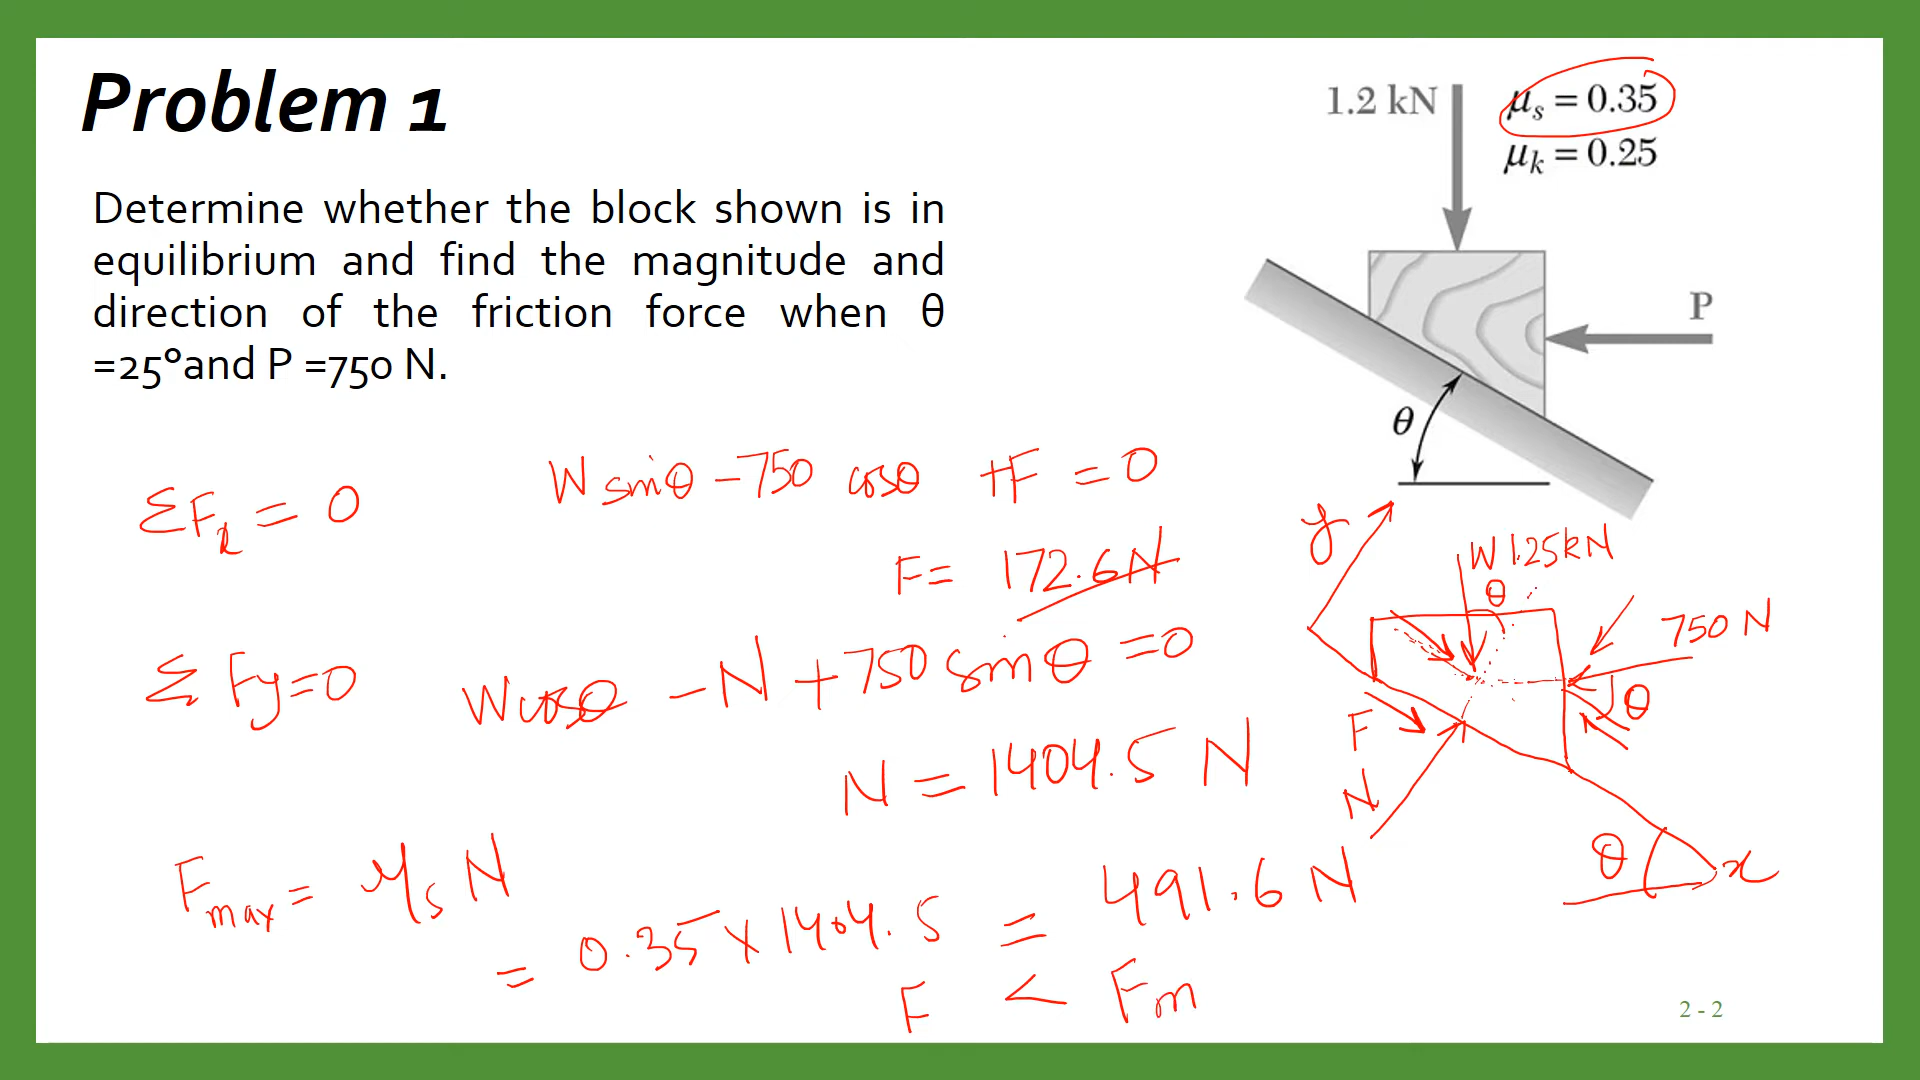 Problem 1
1.2 kN
μs = 0.35
μk = 0.25
Determine whether the block shown is in
equilibrium and find the magnitude and
direction of the friction force when θ
=25°and P =750 N.
P
θ
ΣFx = 0
W sinθ - 750 cosθ + F = 0
F = 172.6 N
ΣFy = 0
W cosθ - N + 750 sinθ = 0
N = 1404.5 N
Fmax = μs N
= 0.35 x 1404.5 = 491.6 N
F < Fm
y
W 1.25kN
θ
750 N
θ
F
N
θ
x
2 - 2